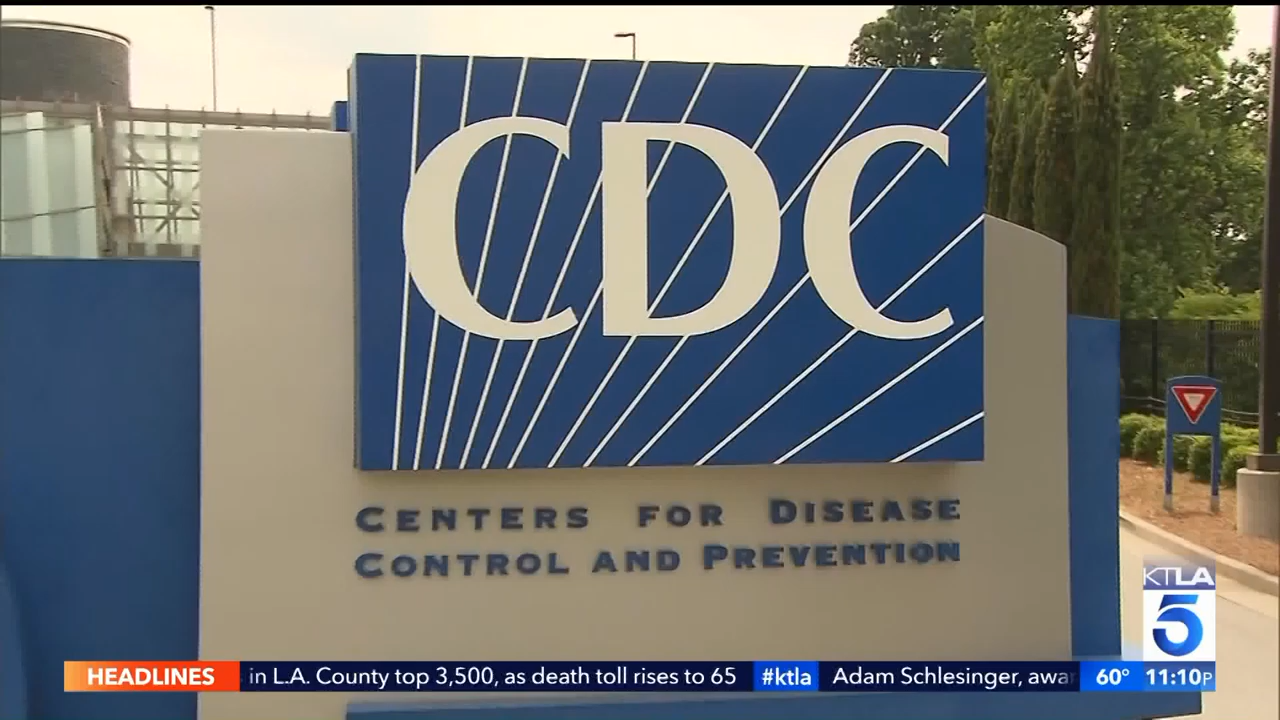 CDC
CENTERS FOR DISEASE
CONTROL AND PREVENTION
KTLA
5
HEADLINES in L.A. County top 3,500, as death toll rises to 65 #ktla Adam Schlesinger, awa 60° 11:10P